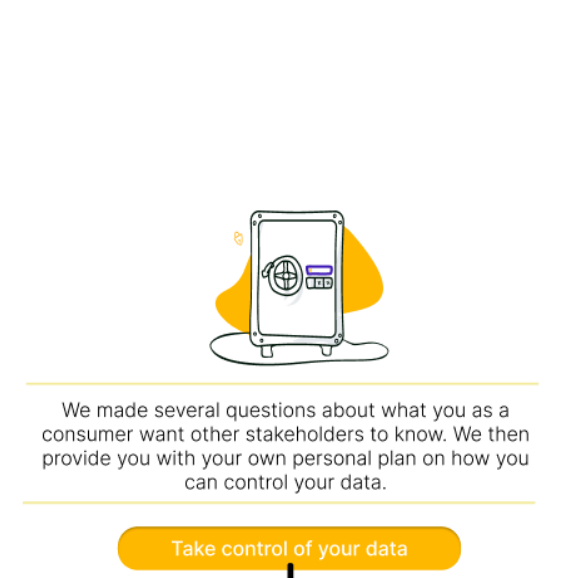 We made several questions about what you as a
consumer want other stakeholders to know. We then
provide you with your own personal plan on how you
can control your data.
Take control of your data